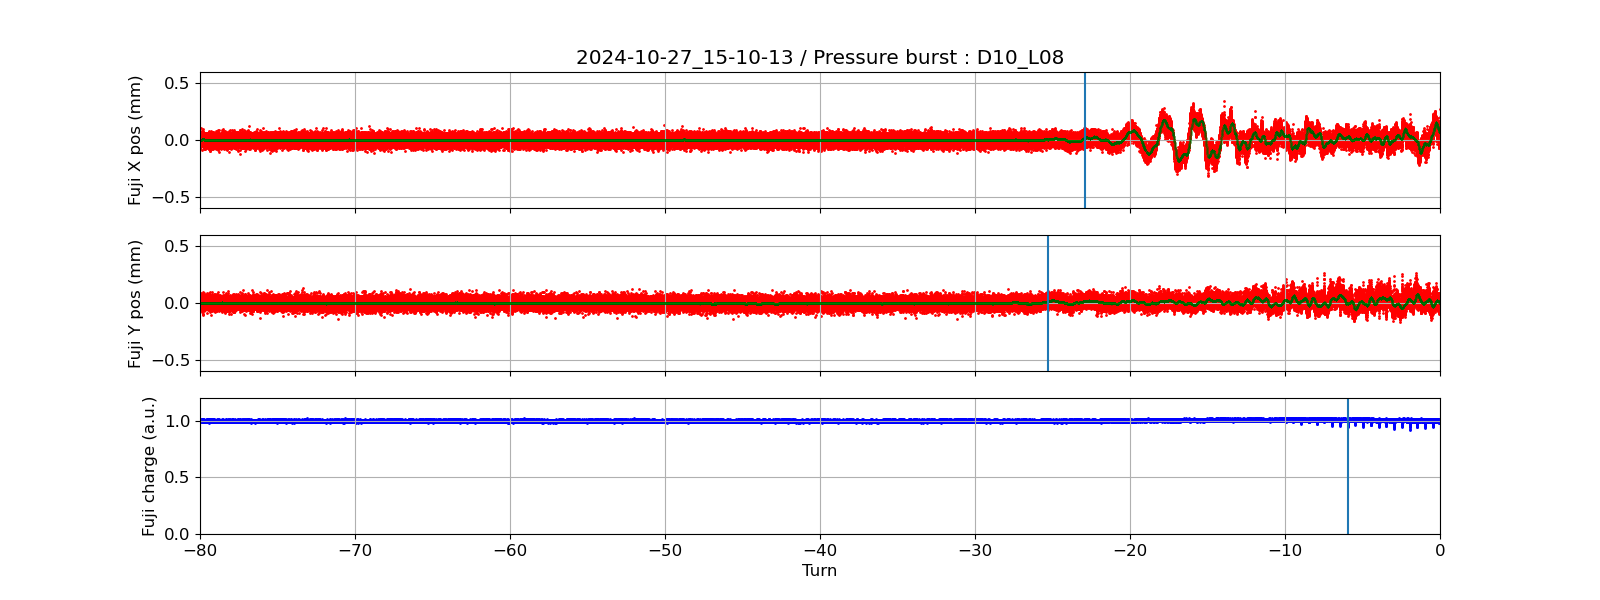 2024-10-27_15-10-13 / Pressure burst : D10_L08
Fuji X pos (mm)
0.5
0.0
−0.5
Fuji Y pos (mm)
0.5
0.0
−0.5
Fuji charge (a.u.)
1.0
0.5
0.0
−80 −70 −60 −50 −40 −30 −20 −10 0
Turn